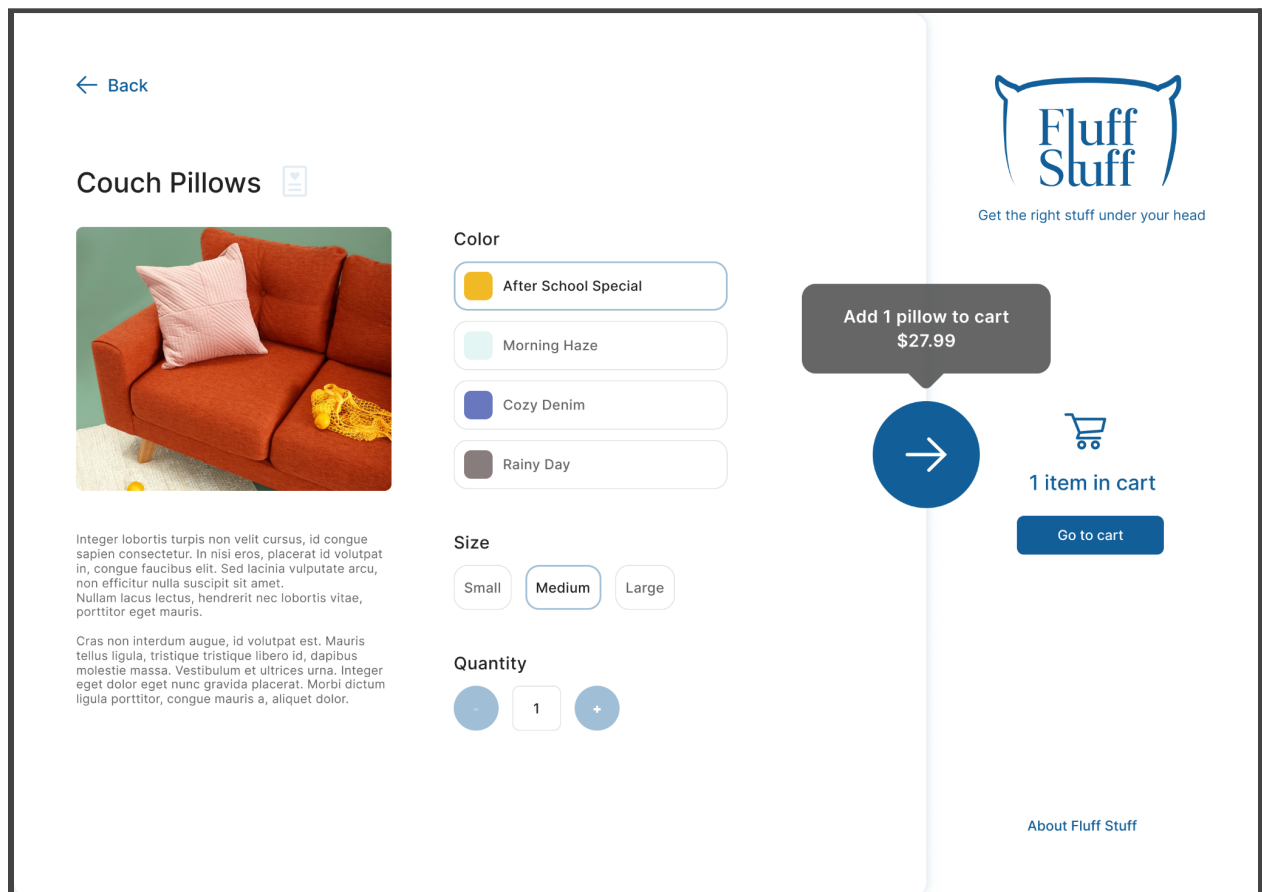 Back
Couch Pillows
Integer lobortis turpis non velit cursus, id congue
sapien consectetur. In nisi eros, placerat id volutpat
in, congue faucibus elit. Sed lacinia vulputate arcu,
non efficitur nulla suscipit sit amet.
Nullam lacus lectus, hendrerit nec lobortis vitae,
porttitor eget mauris.
Cras non interdum augue, id volutpat est. Mauris
tellus ligula, tristique tristique libero id, dapibus
molestie massa. Vestibulum et ultrices urna. Integer
eget dolor eget nunc gravida placerat. Morbi dictum
ligula porttitor, congue mauris a, aliquet dolor.
Color
After School Special
Morning Haze
Cozy Denim
Rainy Day
Size
Small Medium Large
Quantity
- 1 +
Add 1 pillow to cart
$27.99
Fluff
Stuff
Get the right stuff under your head
1 item in cart
Go to cart
About Fluff Stuff